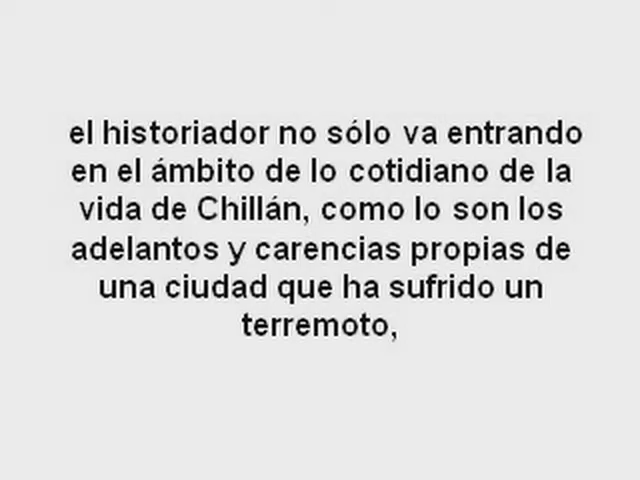 el historiador no sólo va entrando
en el ámbito de lo cotidiano de la
vida de Chillán, como lo son los
adelantos y carencias propias de
una ciudad que ha sufrido un
terremoto,